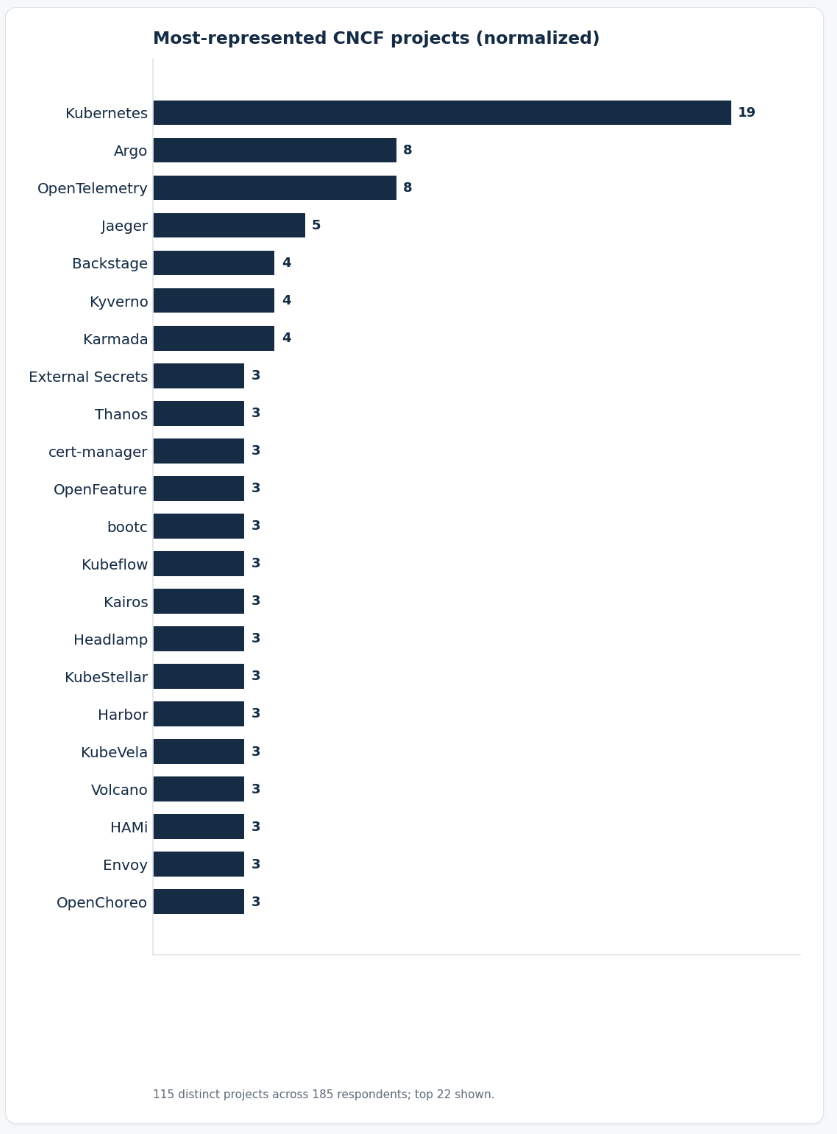 Most-represented CNCF projects (normalized)
Kubernetes 19
Argo 8
OpenTelemetry 8
Jaeger 5
Backstage 4
Kyverno 4
Karmada 4
External Secrets 3
Thanos 3
cert-manager 3
OpenFeature 3
bootc 3
Kubeflow 3
Kairos 3
Headlamp 3
KubeStellar 3
Harbor 3
KubeVela 3
Volcano 3
HAMi 3
Envoy 3
OpenChoreo 3
115 distinct projects across 185 respondents; top 22 shown.